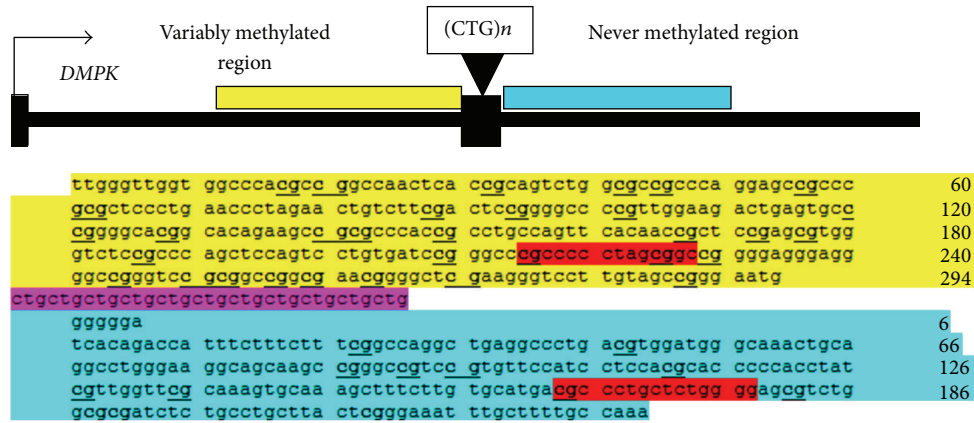 Variably methylated region
(CTG)n
Never methylated region
DMPK
ttgggttggt ggcccacgcc ggccaactca ccgcagtctg gcgccgccca ggagccgccc 60
gcgctccctg aaccctagaa ctgtcttcga ctccggggcc ccgttggaag actgagtgcc 120
cggggcacgg cacagaagcc gcgcccaccg cctgccagtt cacaaccgct ccgagcgtgg 180
gtctccgccc agctccagtc ctgtgatccg ggcccgcccc ctagcggccg gggagggagg 240
ggccgggtcc gcggccggcg aacggggctc gaagggtcct tgtagccggg aatg 294
ctgctgctgctgctgctgctgctgctgctgctg
ggggga 6
tcacagacca tttctttctt tcggccaggc tgaggccctg acgtggatgg gcaaactgca 66
ggcctgggaa ggcagcaagc cgggccgtcc gtgttccatc ctccacgcac ccccacctat 126
cgttggttcg caaagtgcaa agctttcttg tgcatgacgc cctgctctgg ggagcgtctg 186
gcgcgatctc tgcctgctta ctcgggaaat ttgcttttgc caaa